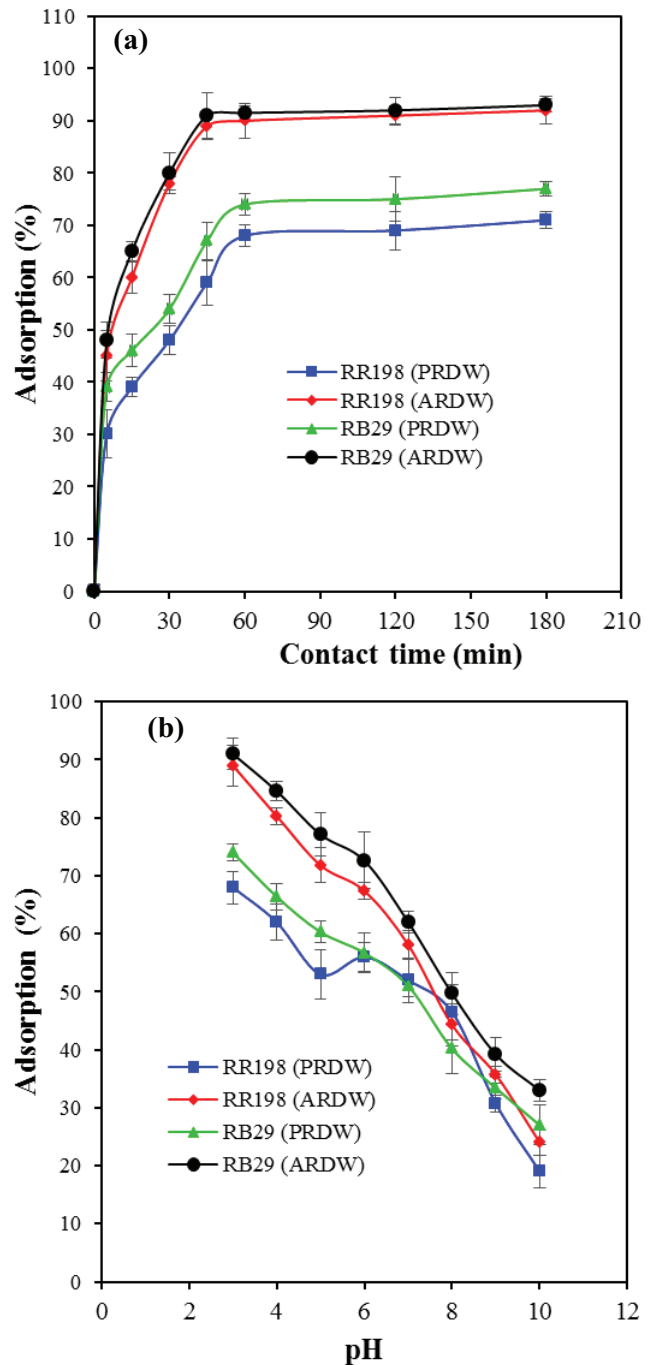 (a)
Adsorption (%)
110
100
90
80
70
60
50
40
30
20
10
0
RR198 (PRDW)
RR198 (ARDW)
RB29 (PRDW)
RB29 (ARDW)
0 30 60 90 120 150 180 210
Contact time (min)
(b)
Adsorption (%)
100
90
80
70
60
50
40
30
20
10
0
RR198 (PRDW)
RR198 (ARDW)
RB29 (PRDW)
RB29 (ARDW)
0 2 4 6 8 10 12
pH